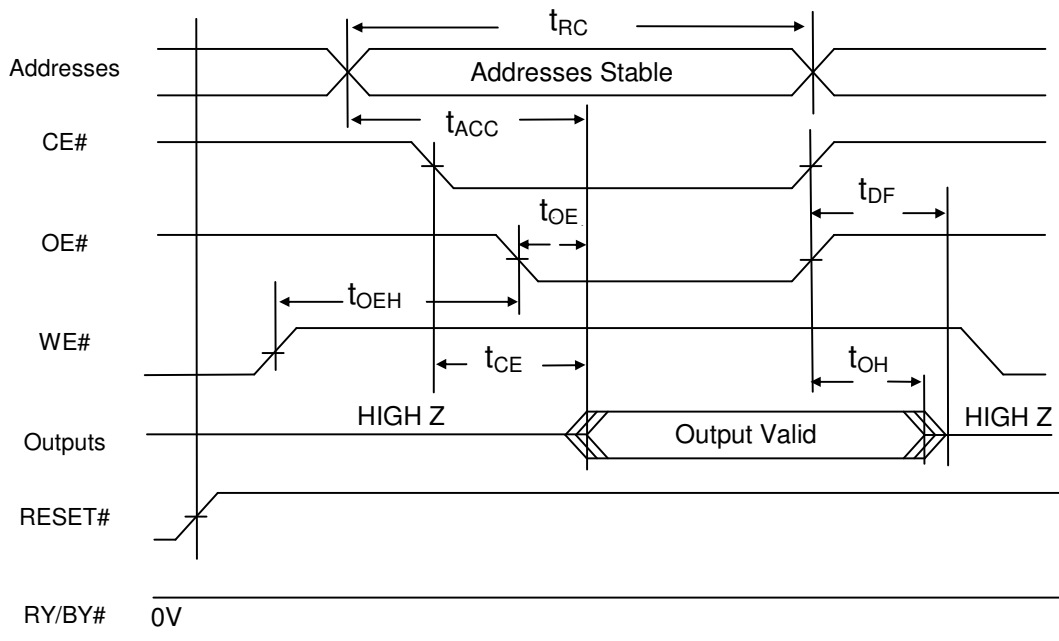 tRC
Addresses
Addresses Stable
tACC
CE#
tDF
tOE
OE#
tOEH
WE#
tCE
tOH
HIGH Z
HIGH Z
Outputs
Output Valid
RESET#
RY/BY#
0V